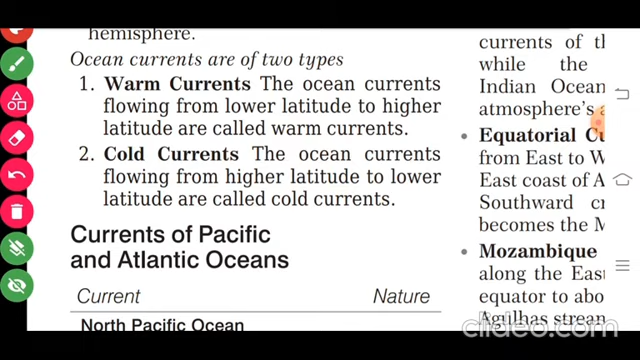 hemisphere.
Ocean currents are of two types
1. Warm Currents The ocean currents
flowing from lower latitude to higher
latitude are called warm currents.
2. Cold Currents The ocean currents
flowing from higher latitude to lower
latitude are called cold currents.
Currents of Pacific
and Atlantic Oceans
Current Nature
North Pacific Ocean
currents of
while the
Indian Ocean
atmosphere's
• Equatorial
from East to
East coast of
Southward
becomes the
• Mozambique
along the East
equator to
Agulhas
clideo.com